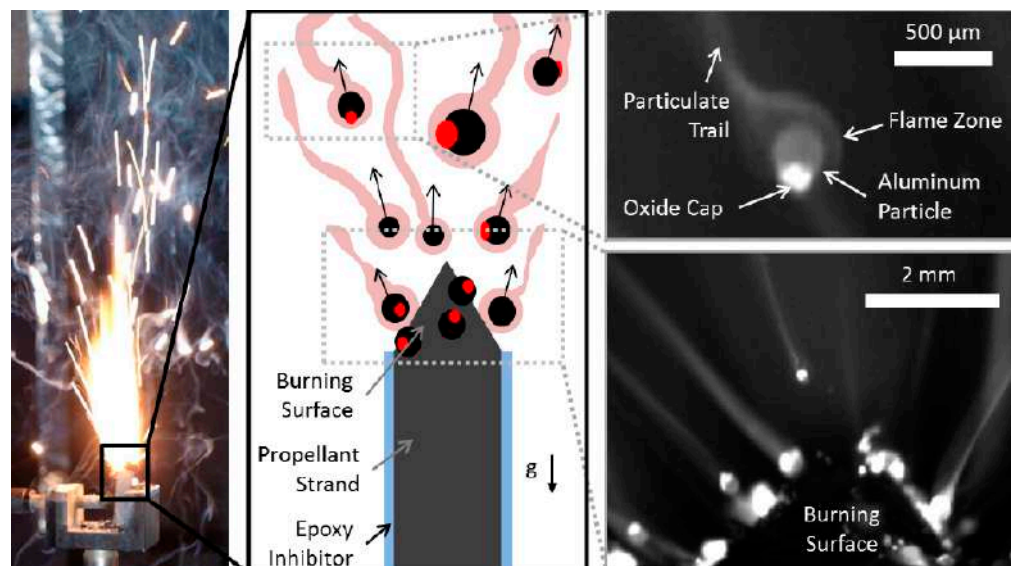 500 µm
Particulate
Trail
Flame Zone
Oxide Cap
Aluminum
Particle
Burning
Surface
Propellant
Strand
Epoxy
Inhibitor
g
2 mm
Burning
Surface